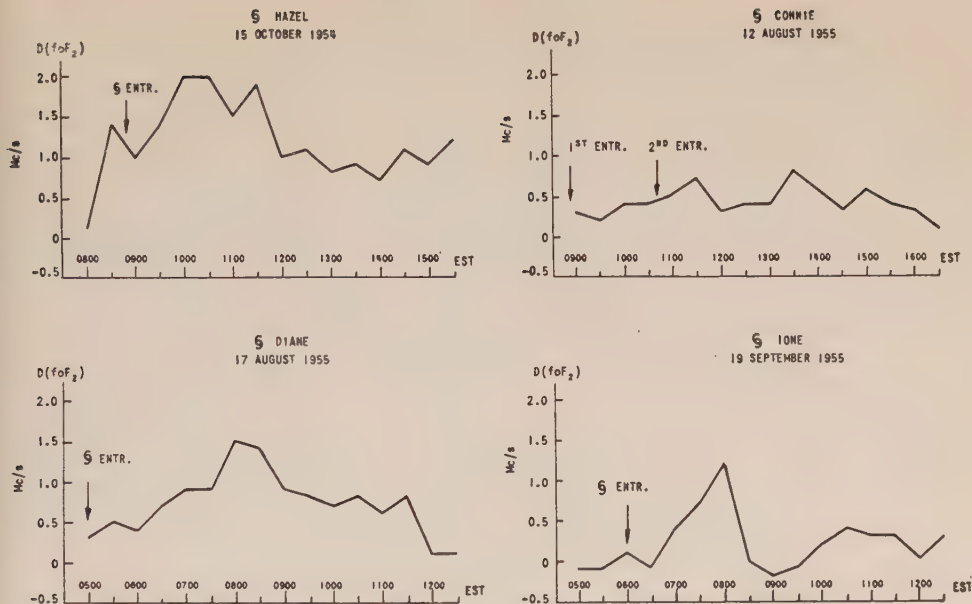 § HAZEL
15 OCTOBER 1954
D(foF₂)
2.0
1.5
1.0
0.5
0
-0.5
Mc/s
§ ENTR.
0800 0900 1000 1100 1200 1300 1400 1500 EST
§ CONNIE
12 AUGUST 1955
D(foF₂)
2.0
1.5
1.0
0.5
0
-0.5
Mc/s
1ST ENTR. 2ND ENTR.
0900 1000 1100 1200 1300 1400 1500 1600 EST
§ DIANE
17 AUGUST 1955
D(foF₂)
2.0
1.5
1.0
0.5
0
Mc/s
§ ENTR.
0500 0600 0700 0800 0900 1000 1100 1200 EST
§ IONE
19 SEPTEMBER 1955
D(foF₂)
2.0
1.5
1.0
0.5
0
Mc/s
§ ENTR.
0500 0600 0700 0800 0900 1000 1100 1200 EST